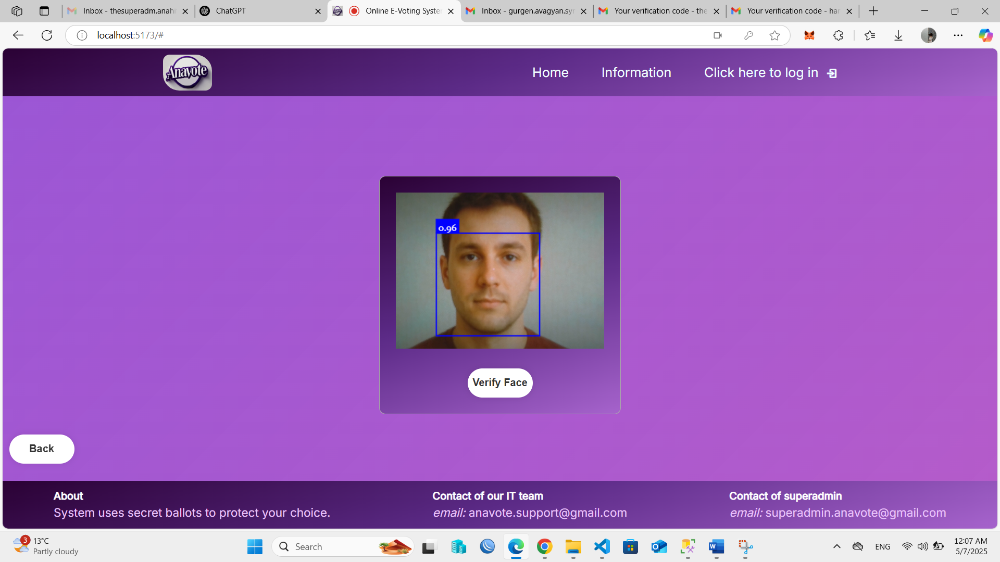 Inbox - thesuperadm.anahi
ChatGPT
Online E-Voting Syste
Inbox - gurgen.avagyan.syr
Your verification code - the
Your verification code - har
localhost:5173/#
Anavote
Home
Information
Click here to log in
0.96
Verify Face
Back
About
System uses secret ballots to protect your choice.
Contact of our IT team
email: anavote.support@gmail.com
Contact of superadmin
email: superadmin.anavote@gmail.com
3
13°C
Partly cloudy
Search
ENG
12:07 AM
5/7/2025